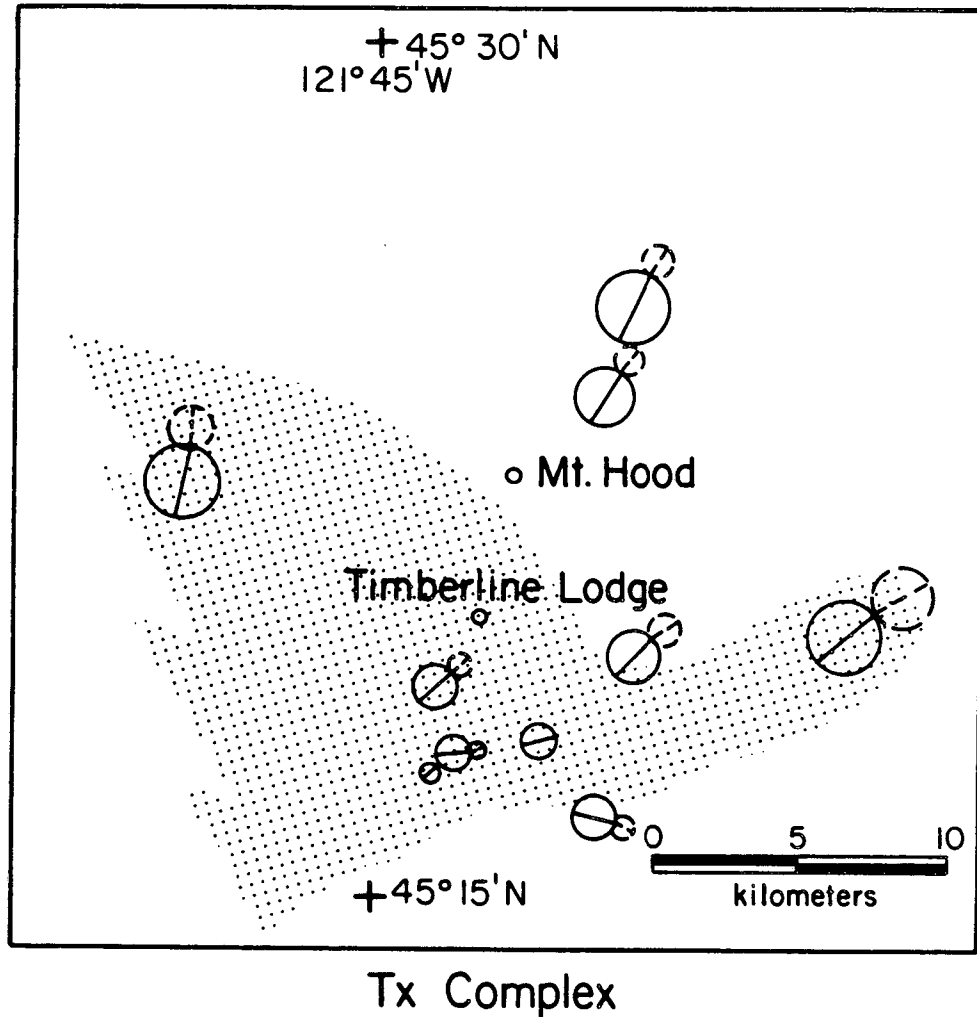 45° 30' N
121° 45' W
Mt. Hood
Timberline Lodge
0 5 10
kilometers
45° 15' N
Tx Complex